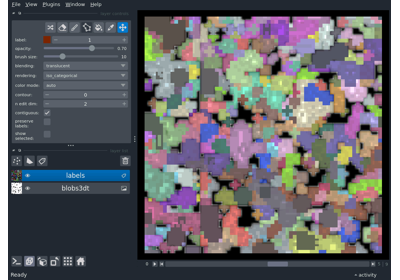 File View Plugins Window Help
label: 1
opacity: 0.70
brush size: 10
blending: translucent
rendering: iso_categorical
color mode: auto
contour: 0
n edit dim: 2
contiguous:
preserve
labels:
show
selected:
labels
blobs3dt
Ready
activity